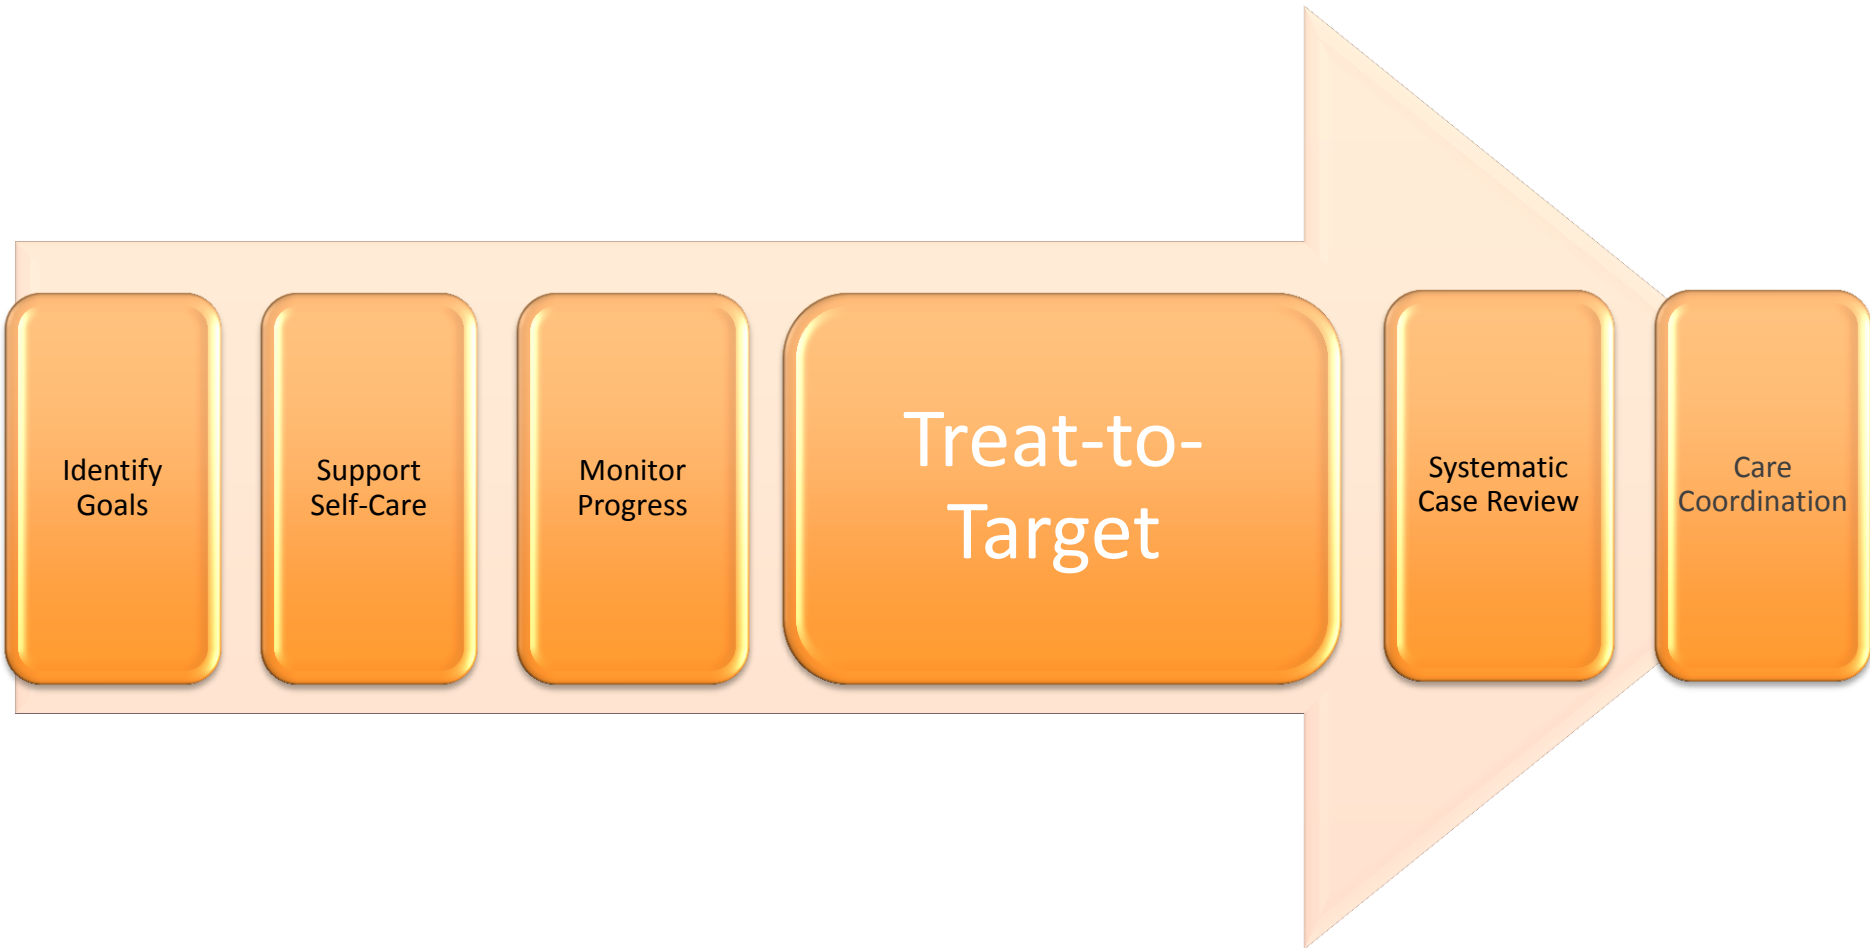 Identify
Goals
Support
Self-Care
Monitor
Progress
Treat-to-
Target
Systematic
Case Review
Care
Coordination